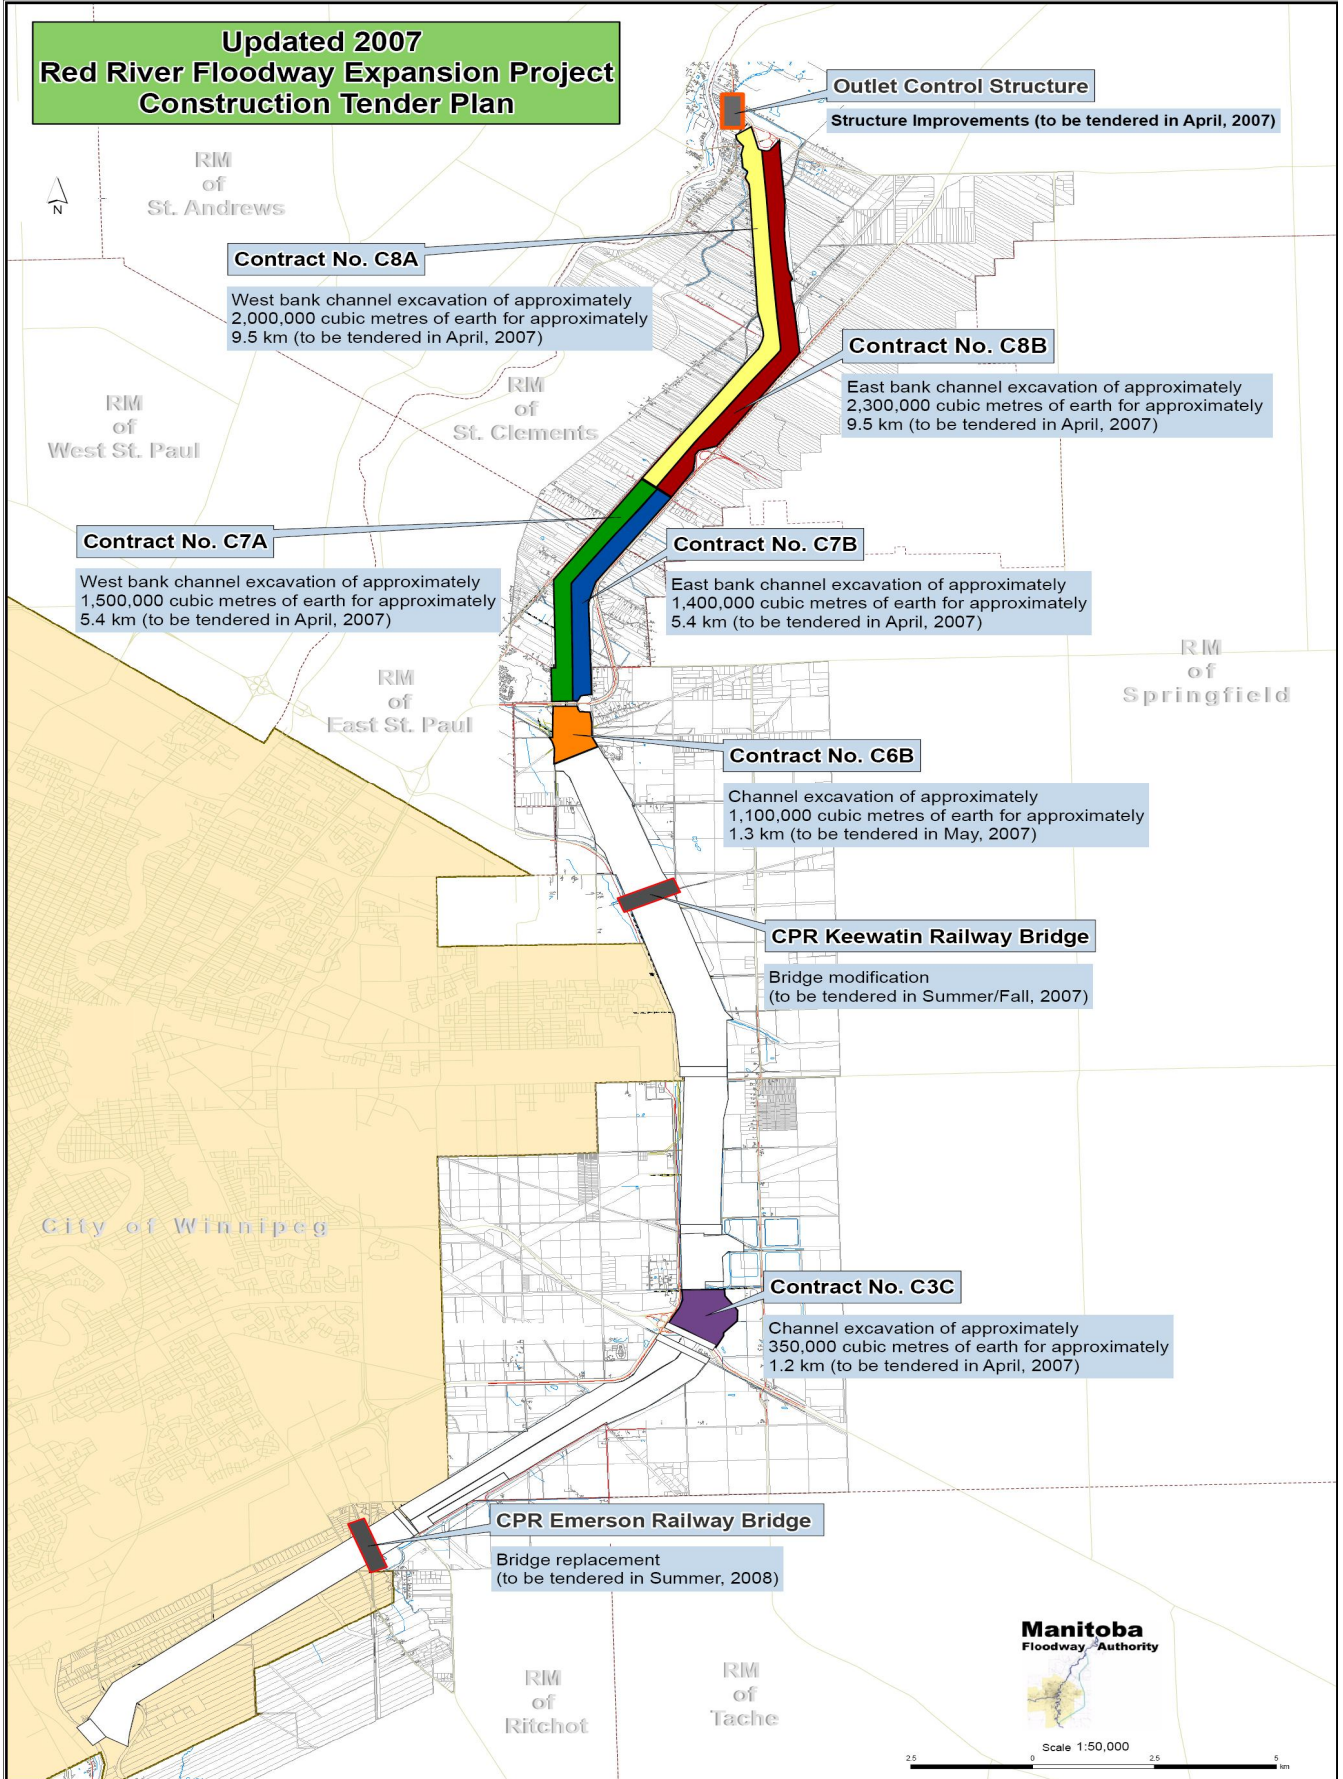 Updated 2007
Red River Floodway Expansion Project
Construction Tender Plan
Outlet Control Structure
Structure Improvements (to be tendered in April, 2007)
RM
of
St. Andrews
N
Contract No. C8A
West bank channel excavation of approximately
2,000,000 cubic metres of earth for approximately
9.5 km (to be tendered in April, 2007)
Contract No. C8B
East bank channel excavation of approximately
2,300,000 cubic metres of earth for approximately
9.5 km (to be tendered in April, 2007)
RM
of
St. Clements
RM
of
West St. Paul
Contract No. C7A
West bank channel excavation of approximately
1,500,000 cubic metres of earth for approximately
5.4 km (to be tendered in April, 2007)
Contract No. C7B
East bank channel excavation of approximately
1,400,000 cubic metres of earth for approximately
5.4 km (to be tendered in April, 2007)
RM
of
Springfield
RM
of
East St. Paul
Contract No. C6B
Channel excavation of approximately
1,100,000 cubic metres of earth for approximately
1.3 km (to be tendered in May, 2007)
CPR Keewatin Railway Bridge
Bridge modification
(to be tendered in Summer/Fall, 2007)
City of Winnipeg
Contract No. C3C
Channel excavation of approximately
350,000 cubic metres of earth for approximately
1.2 km (to be tendered in April, 2007)
CPR Emerson Railway Bridge
Bridge replacement
(to be tendered in Summer, 2008)
RM
of
Ritchot
RM
of
Tache
Manitoba
Floodway Authority
Scale 1:50,000
2.5 0 2.5 5
km